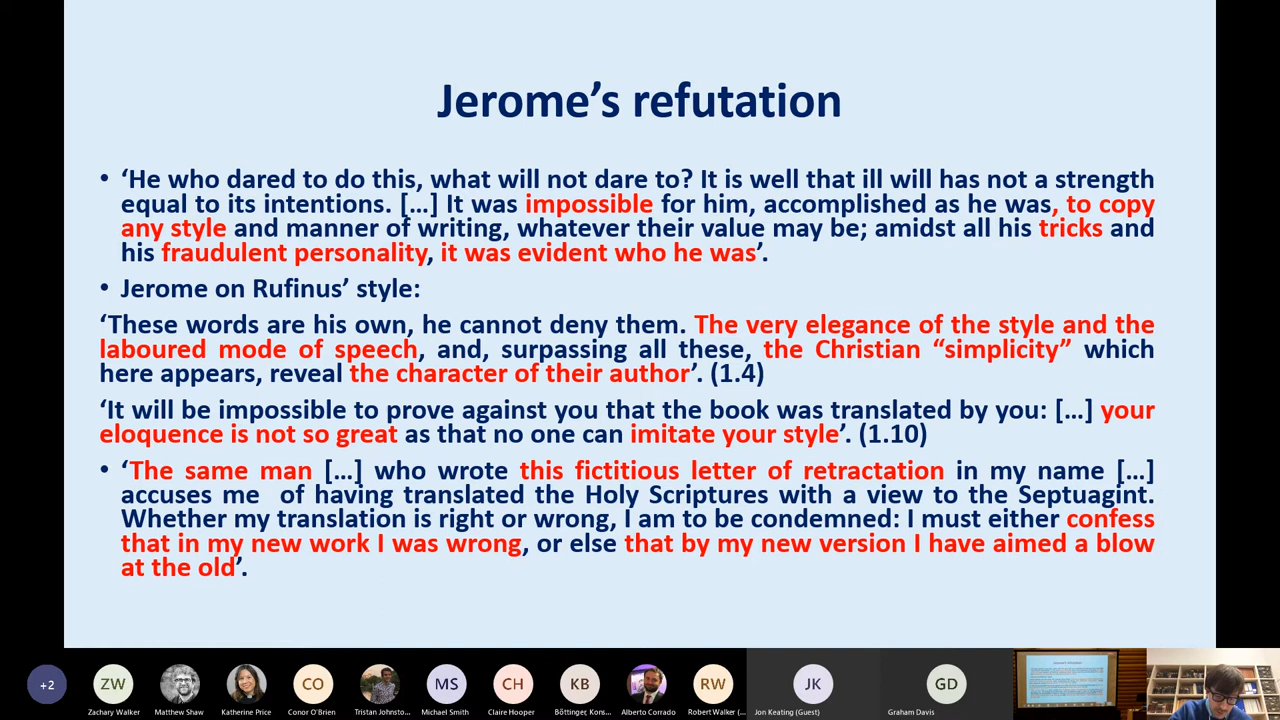 Jerome’s refutation
• ‘He who dared to do this, what will not dare to? It is well that ill will has not a strength
equal to its intentions. […] It was impossible for him, accomplished as he was, to copy
any style and manner of writing, whatever their value may be; amidst all his tricks and
his fraudulent personality, it was evident who he was’.
• Jerome on Rufinus’ style:
‘These words are his own, he cannot deny them. The very elegance of the style and the
laboured mode of speech, and, surpassing all these, the Christian “simplicity” which
here appears, reveal the character of their author’. (1.4)
‘It will be impossible to prove against you that the book was translated by you: […] your
eloquence is not so great as that no one can imitate your style’. (1.10)
• ‘The same man […] who wrote this fictitious letter of retractation in my name […]
accuses me of having translated the Holy Scriptures with a view to the Septuagint.
Whether my translation is right or wrong, I am to be condemned: I must either confess
that in my new work I was wrong, or else that by my new version I have aimed a blow
at the old’.
+2 ZW CO MS CH KB RW JK GD
Zachary Walker Matthew Shaw Katherine Price Conor O'Brien Tristan Johnsto... Michael Smith Claire Hooper Böttinger, Kons... Alberto Corrado Robert Walker (... Jon Keating (Guest) Graham Davis